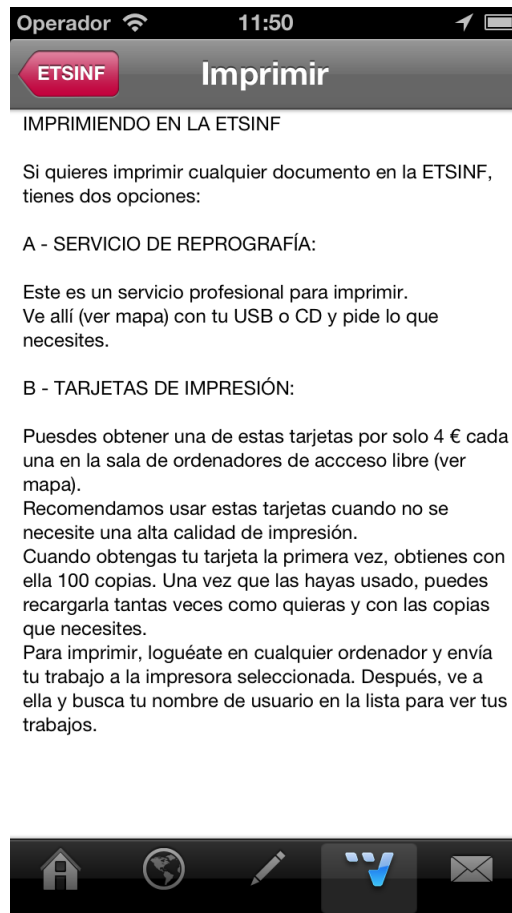 Operador 11:50
ETSINF Imprimir
IMPRIMIENDO EN LA ETSINF
Si quieres imprimir cualquier documento en la ETSINF,
tienes dos opciones:
A - SERVICIO DE REPROGRAFÍA:
Este es un servicio profesional para imprimir.
Ve allí (ver mapa) con tu USB o CD y pide lo que
necesites.
B - TARJETAS DE IMPRESIÓN:
Puesdes obtener una de estas tarjetas por solo 4 € cada
una en la sala de ordenadores de accceso libre (ver
mapa).
Recomendamos usar estas tarjetas cuando no se
necesite una alta calidad de impresión.
Cuando obtengas tu tarjeta la primera vez, obtienes con
ella 100 copias. Una vez que las hayas usado, puedes
recargarla tantas veces como quieras y con las copias
que necesites.
Para imprimir, loguéate en cualquier ordenador y envía
tu trabajo a la impresora seleccionada. Después, ve a
ella y busca tu nombre de usuario en la lista para ver tus
trabajos.